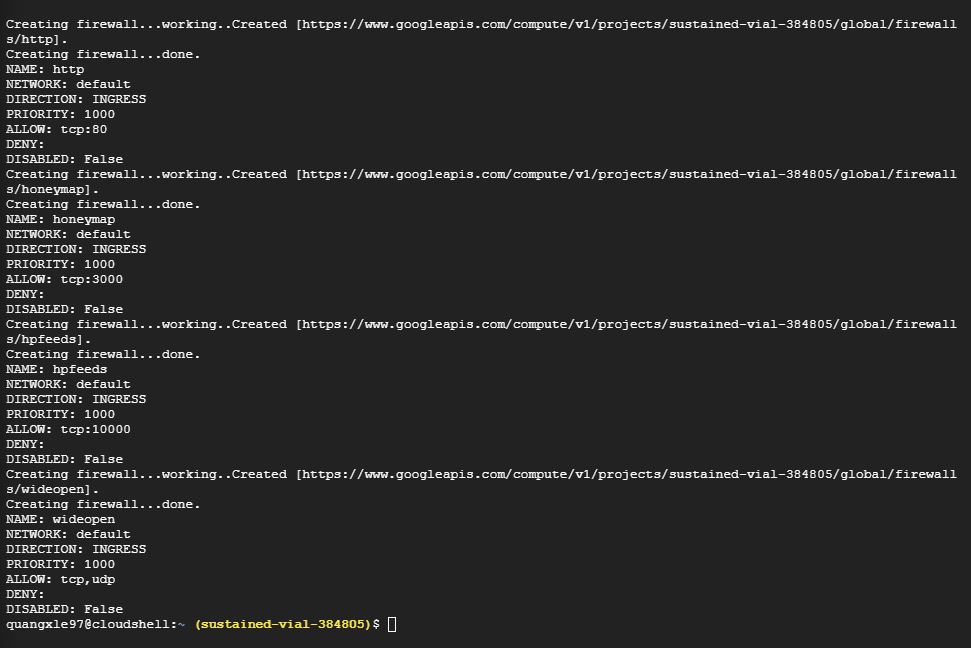 Creating firewall...working..Created [https://www.googleapis.com/compute/v1/projects/sustained-vial-384805/global/firewall
s/http].
Creating firewall...done.
NAME: http
NETWORK: default
DIRECTION: INGRESS
PRIORITY: 1000
ALLOW: tcp:80
DENY:
DISABLED: False
Creating firewall...working..Created [https://www.googleapis.com/compute/v1/projects/sustained-vial-384805/global/firewall
s/honeymap].
Creating firewall...done.
NAME: honeymap
NETWORK: default
DIRECTION: INGRESS
PRIORITY: 1000
ALLOW: tcp:3000
DENY:
DISABLED: False
Creating firewall...working..Created [https://www.googleapis.com/compute/v1/projects/sustained-vial-384805/global/firewall
s/hpfeeds].
Creating firewall...done.
NAME: hpfeeds
NETWORK: default
DIRECTION: INGRESS
PRIORITY: 1000
ALLOW: tcp:10000
DENY:
DISABLED: False
Creating firewall...working..Created [https://www.googleapis.com/compute/v1/projects/sustained-vial-384805/global/firewall
s/wideopen].
Creating firewall...done.
NAME: wideopen
NETWORK: default
DIRECTION: INGRESS
PRIORITY: 1000
ALLOW: tcp,udp
DENY:
DISABLED: False
quangxle97@cloudshell:~ (sustained-vial-384805)$